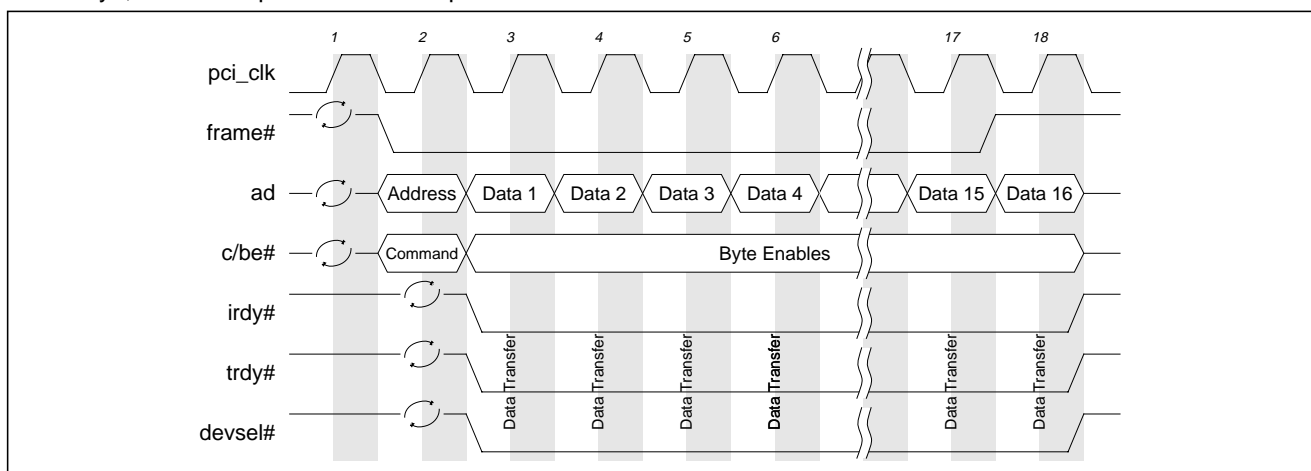 1 2 3 4 5 6 17 18
pci_clk
frame#
ad Address Data 1 Data 2 Data 3 Data 4 Data 15 Data 16
c/be# Command Byte Enables
irdy#
trdy#
Data Transfer Data Transfer Data Transfer Data Transfer Data Transfer Data Transfer
devsel#